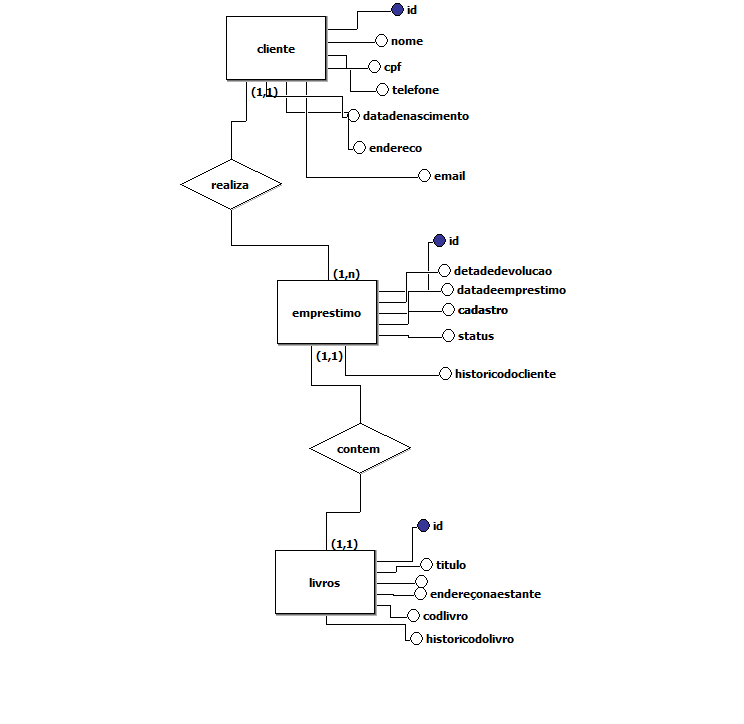 id
cliente
nome
cpf
telefone
(1,1)
datadenascimento
endereco
email
realiza
id
(1,n)
detadedevolucao
datadeemprestimo
emprestimo
cadastro
status
(1,1)
historicodocliente
contem
id
(1,1)
titulo
livros
endereçonaestante
codlivro
historicodolivro